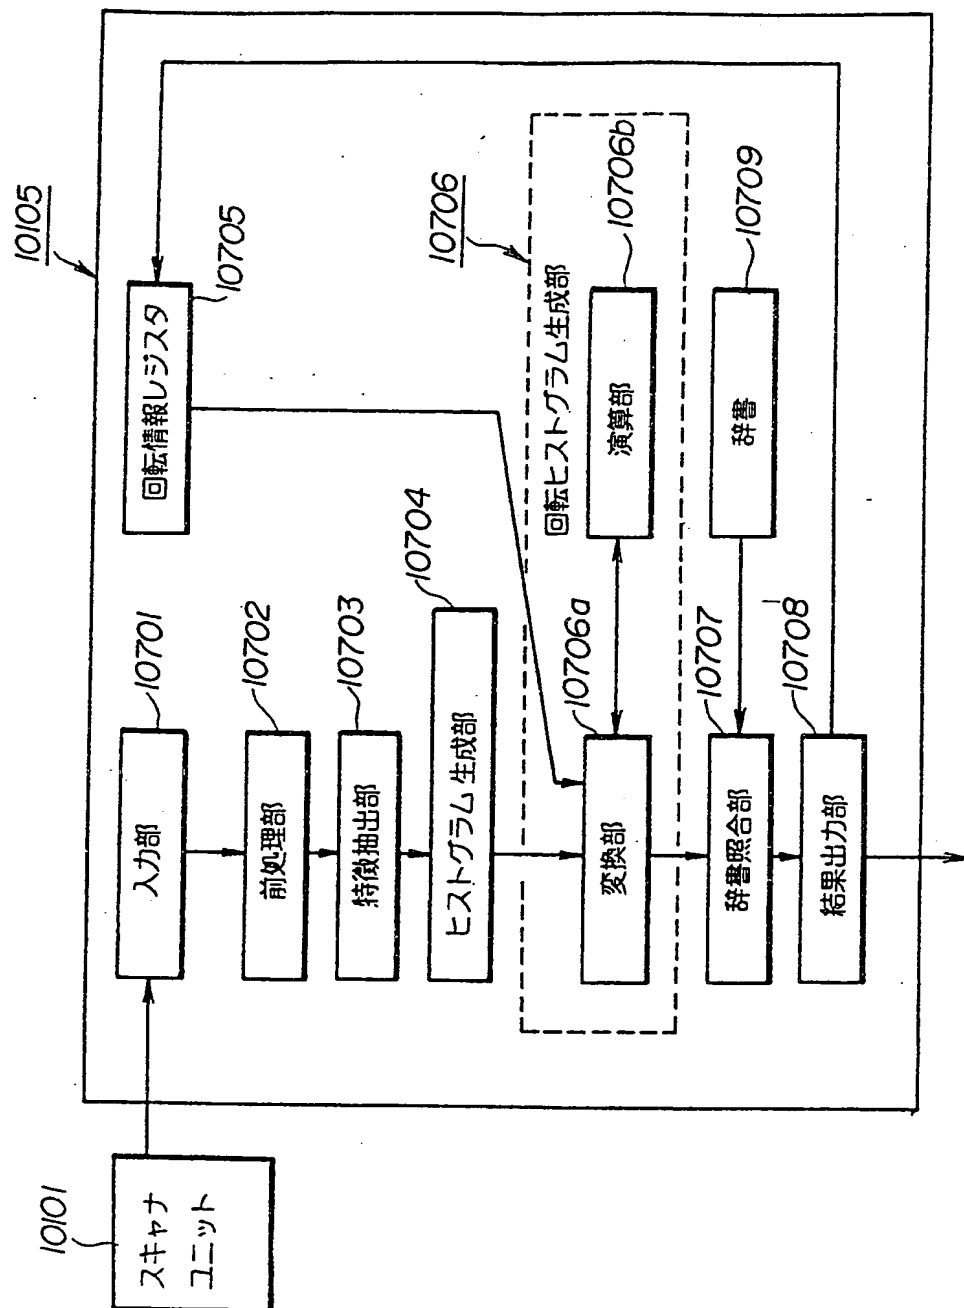 10101
スキャナ
ユニット
10105
入力部
10701
前処理部
10702
特徴抽出部
10703
ヒストグラム生成部
10704
回転情報レジスタ
10705
10706
回転ヒストグラム生成部
変換部
10706a
演算部
10706b
辞書照合部
10707
辞書
10709
結果出力部
10708